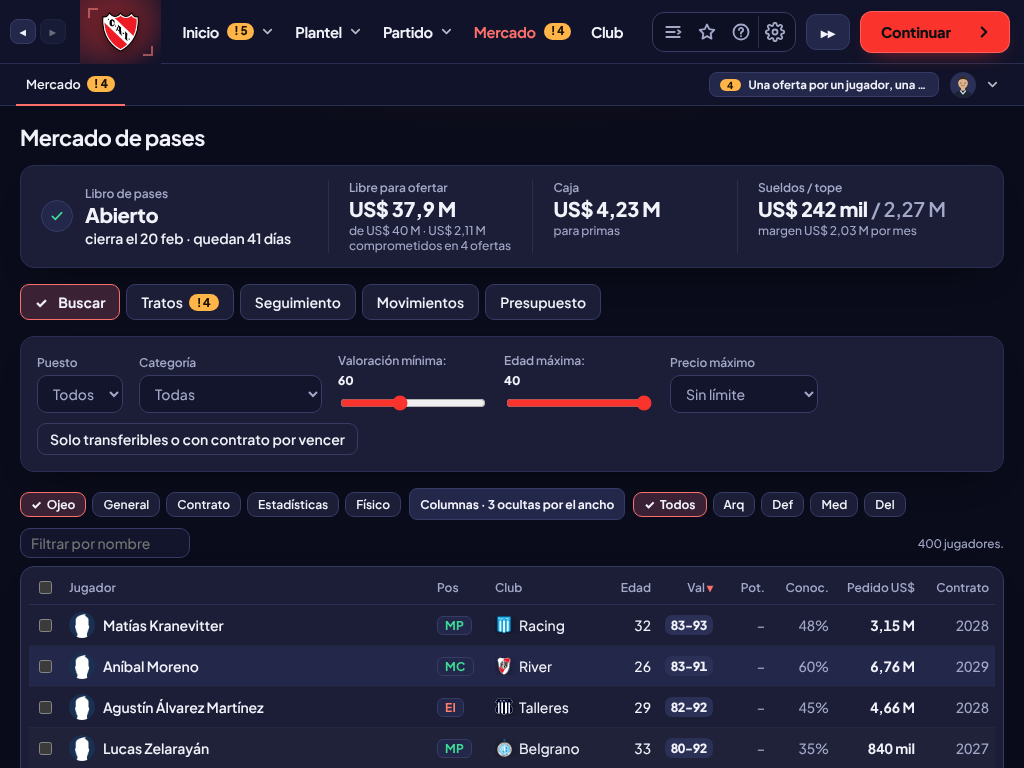 Inicio ! 5 Plantel Partido Mercado ! 4 Club Continuar
Mercado ! 4
4 Una oferta por un jugador, una ...
Mercado de pases
Libro de pases
Abierto
cierra el 20 feb · quedan 41 días
Libre para ofertar
US$ 37,9 M
de US$ 40 M · US$ 2,11 M
comprometidos en 4 ofertas
Caja
US$ 4,23 M
para primas
Sueldos / tope
US$ 242 mil / 2,27 M
margen US$ 2,03 M por mes
Buscar Tratos ! 4 Seguimiento Movimientos Presupuesto
Puesto
Todos
Categoría
Todas
Valoración mínima:
60
Edad máxima:
40
Precio máximo
Sin límite
Solo transferibles o con contrato por vencer
Ojeo General Contrato Estadísticas Físico Columnas · 3 ocultas por el ancho Todos Arq Def Med Del
Filtrar por nombre
400 jugadores.
Jugador Pos Club Edad Val▼ Pot. Conoc. Pedido US$ Contrato
Matías Kranevitter MP Racing 32 83–93 – 48% 3,15 M 2028
Aníbal Moreno MC River 26 83–91 – 60% 6,76 M 2029
Agustín Álvarez Martínez EI Talleres 29 82–92 – 45% 4,66 M 2028
Lucas Zelarayán MP Belgrano 33 80–92 – 35% 840 mil 2027